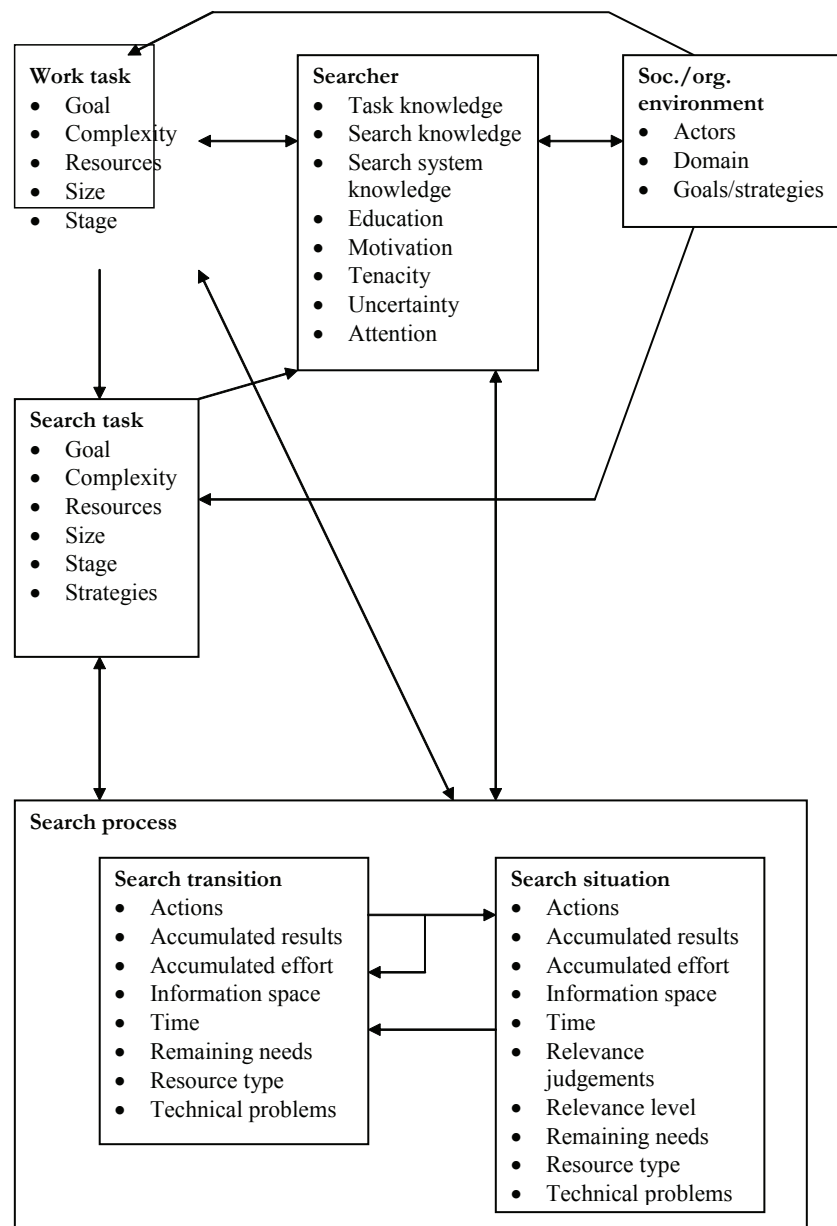 Work task
• Goal
• Complexity
• Resources
• Size
• Stage
Searcher
• Task knowledge
• Search knowledge
• Search system
knowledge
• Education
• Motivation
• Tenacity
• Uncertainty
• Attention
Soc./org.
environment
• Actors
• Domain
• Goals/strategies
Search task
• Goal
• Complexity
• Resources
• Size
• Stage
• Strategies
Search process
Search transition
• Actions
• Accumulated results
• Accumulated effort
• Information space
• Time
• Remaining needs
• Resource type
• Technical problems
Search situation
• Actions
• Accumulated results
• Accumulated effort
• Information space
• Time
• Relevance
judgements
• Relevance level
• Remaining needs
• Resource type
• Technical problems